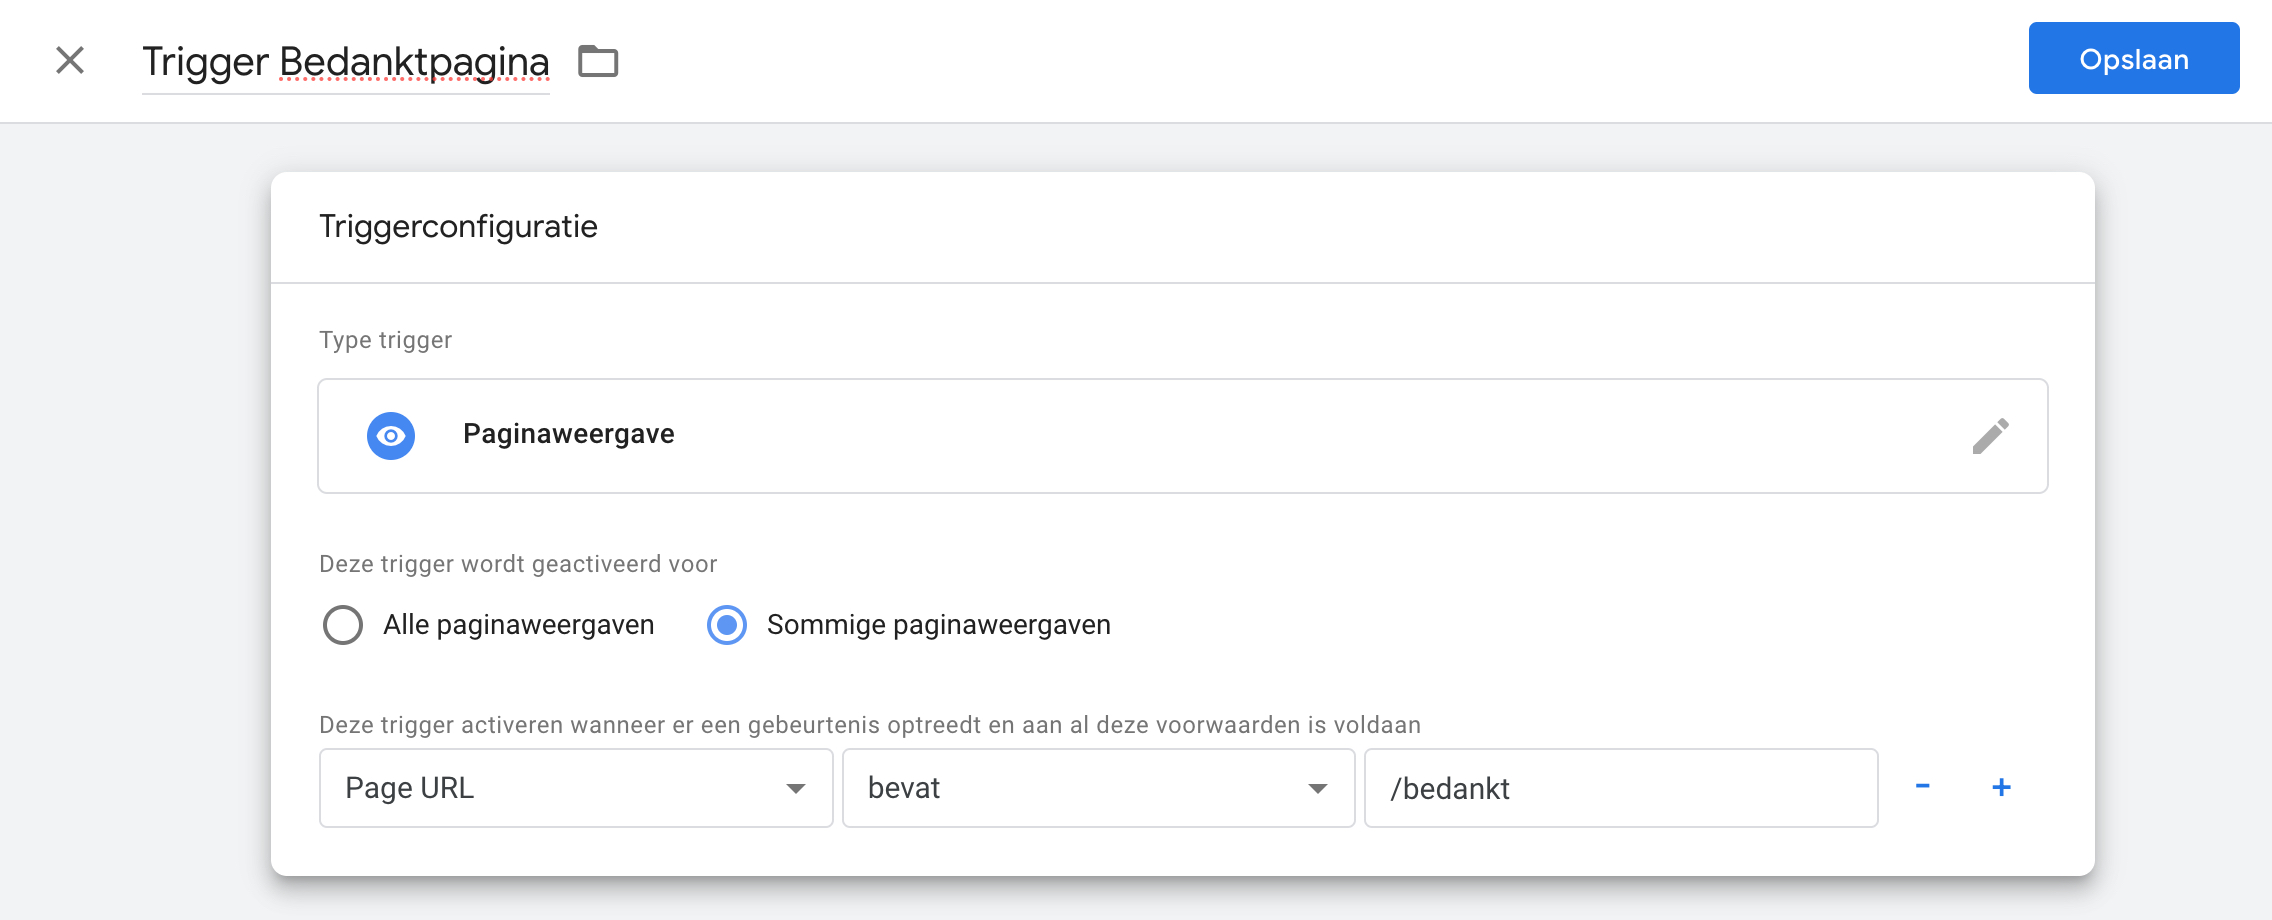 Trigger Bedanktpagina
Opslaan
Triggerconfiguratie
Type trigger
Paginaweergave
Deze trigger wordt geactiveerd voor
Alle paginaweergaven Sommige paginaweergaven
Deze trigger activeren wanneer er een gebeurtenis optreedt en aan al deze voorwaarden is voldaan
Page URL bevat /bedankt - +